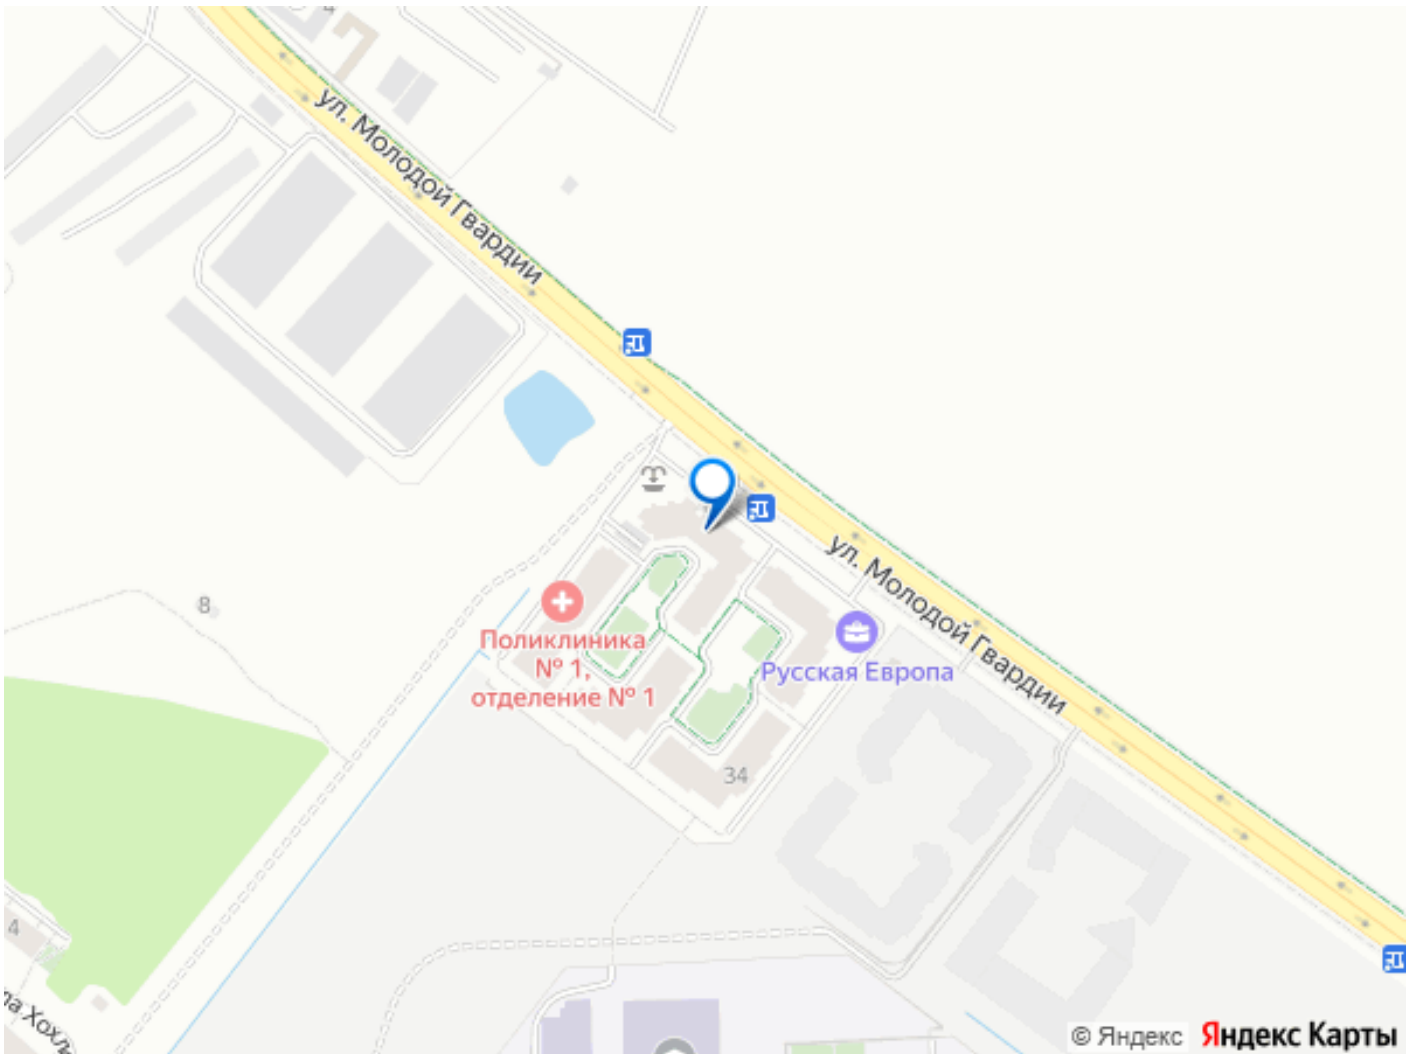 4
ул. Молодой Гвардии
8
Поликлиника
№ 1,
отделение № 1
ул. Молодой Гвардии
Русская Европа
34
4
© Яндекс
Яндекс Карты